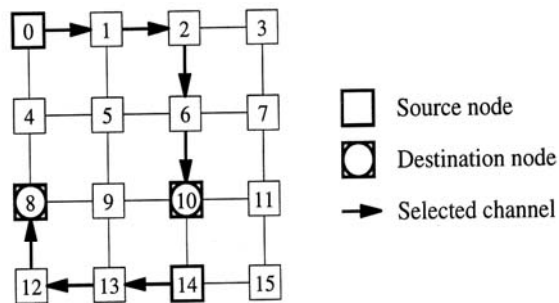 0 1 2 3
4 5 6 7
8 9 10 11
12 13 14 15
Source node
Destination node
Selected channel